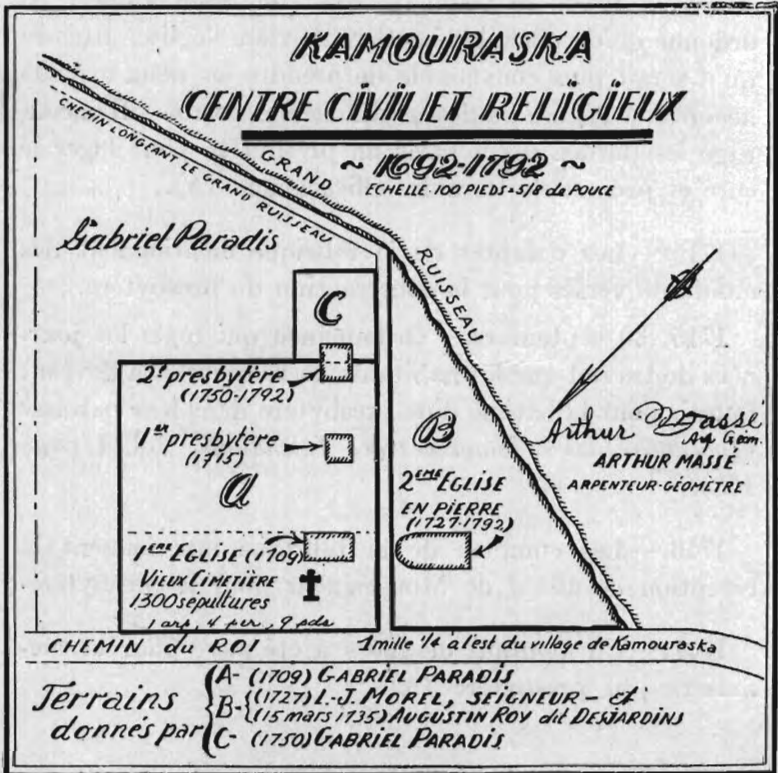 KAMOURASKA
CENTRE CIVIL ET RELIGIEUX
~ 1692-1792 ~
ECHELLE-100 PIEDS=5/8 de POUCE
GRAND RUISSEAU
CHEMIN LONGEANT LE GRAND RUISSEAU
Gabriel Paradis
C
2e presbytère
(1750-1792)
1er presbytère
A
B
2ème EGLISE
EN PIERRE
(1727-1792)
Arthur Massé
Arp Géom.
ARTHUR MASSÉ
ARPENTEUR-GÉOMÈTRE
1ère EGLISE (1709)
VIEUX CIMETIÈRE
1300 sépultures
1 arp. 4 per. 9 pds
CHEMIN du ROI
1 mille 1/4 à l'est du village de Kamouraska
Terrains
donnés par
A- (1709) GABRIEL PARADIS
B- (1727) L.-J. MOREL, SEIGNEUR - et
(15 mars 1735) AUGUSTIN ROY dit DESJARDINS
C- (1750) GABRIEL PARADIS